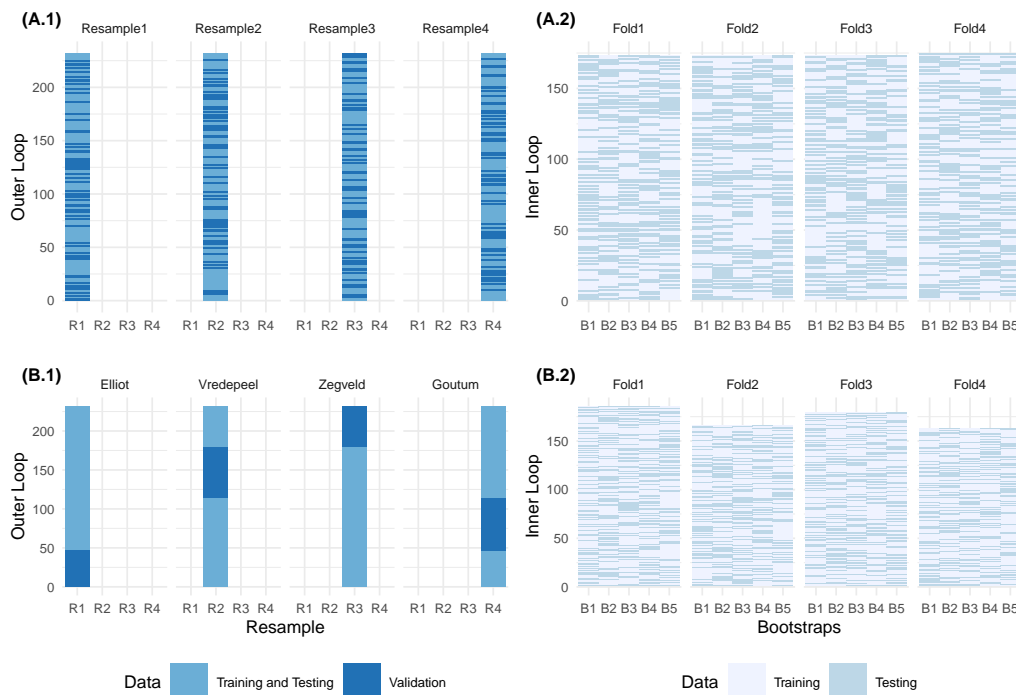 (A.1)
Resample1 Resample2 Resample3 Resample4
Outer Loop
200
150
100
50
0
R1 R2 R3 R4 R1 R2 R3 R4 R1 R2 R3 R4 R1 R2 R3 R4
(A.2)
Fold1 Fold2 Fold3 Fold4
Inner Loop
150
100
50
0
B1 B2 B3 B4 B5 B1 B2 B3 B4 B5 B1 B2 B3 B4 B5 B1 B2 B3 B4 B5
(B.1)
Elliot Vredepeel Zegveld Goutum
Outer Loop
200
150
100
50
0
R1 R2 R3 R4 R1 R2 R3 R4 R1 R2 R3 R4 R1 R2 R3 R4
Resample
Data Training and Testing Validation
(B.2)
Fold1 Fold2 Fold3 Fold4
Inner Loop
150
100
50
0
B1 B2 B3 B4 B5 B1 B2 B3 B4 B5 B1 B2 B3 B4 B5 B1 B2 B3 B4 B5
Bootstraps
Data Training Testing